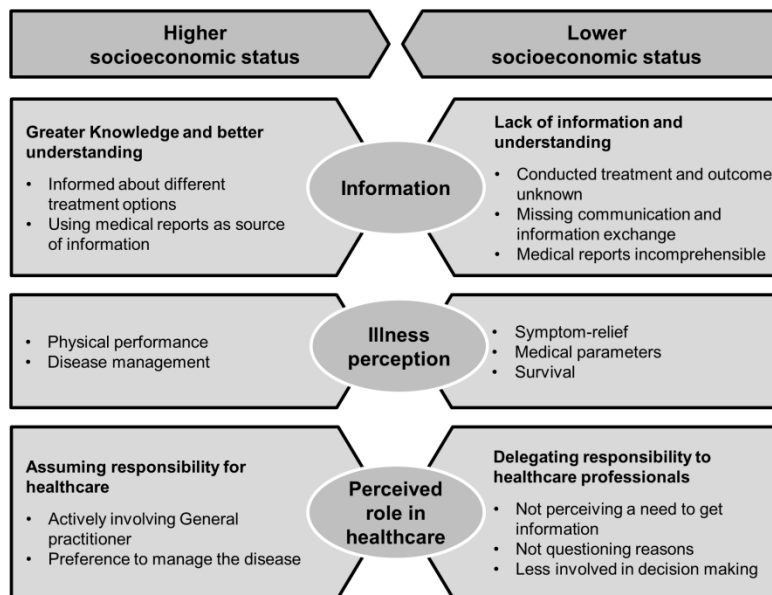 Higher
socioeconomic status
Lower
socioeconomic status
Greater Knowledge and better
understanding
• Informed about different
treatment options
• Using medical reports as source
of information
Information
Lack of information and
understanding
• Conducted treatment and outcome
unknown
• Missing communication and
information exchange
• Medical reports incomprehensible
• Physical performance
• Disease management
Illness
perception
• Symptom-relief
• Medical parameters
• Survival
Assuming responsibility for
healthcare
• Actively involving General
practitioner
• Preference to manage the disease
Perceived
role in
healthcare
Delegating responsibility to
healthcare professionals
• Not perceiving a need to get
information
• Not questioning reasons
• Less involved in decision making